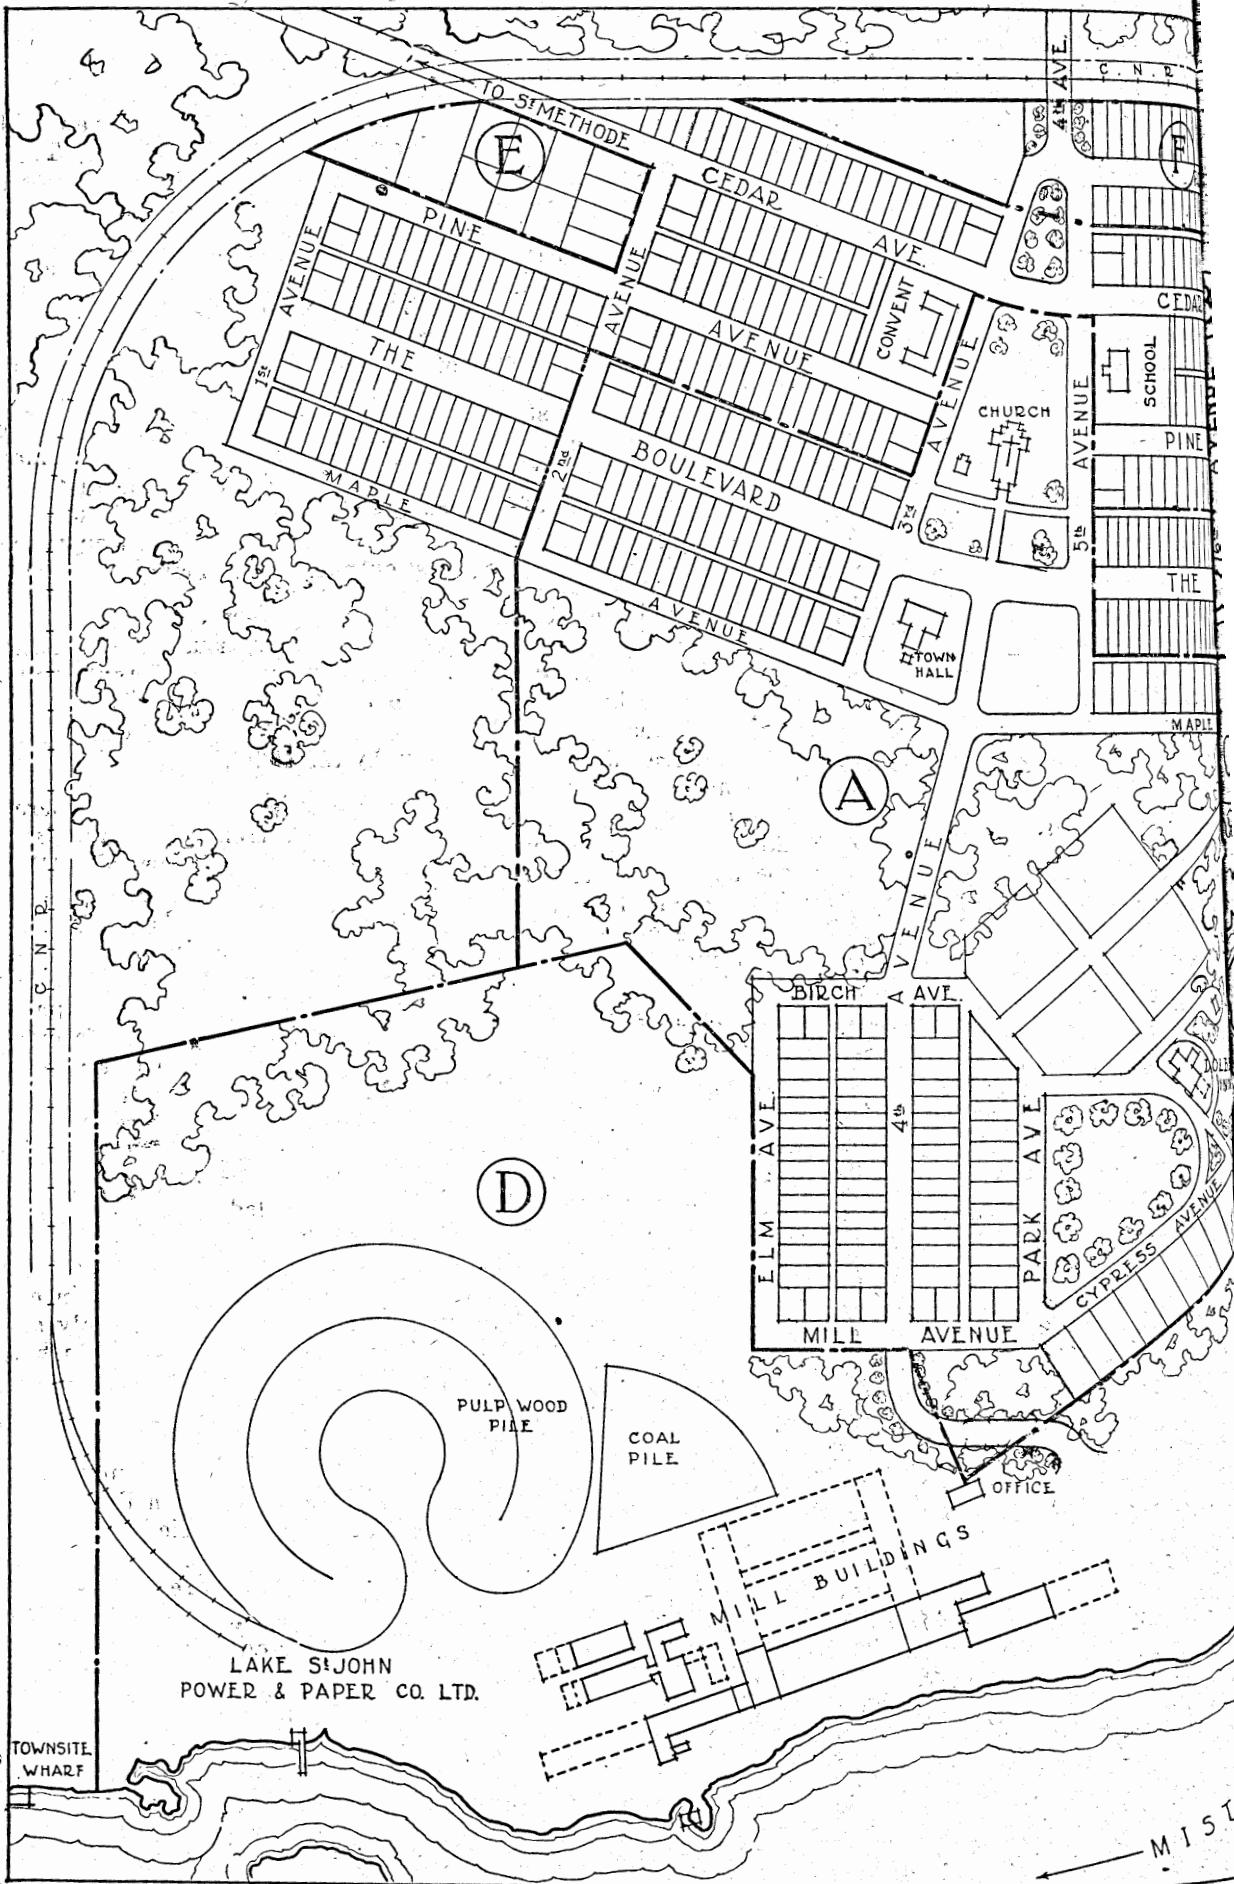 4th AVE.
C. N. R
TO St METHODE
E
F
CEDAR AVE.
PINE AVENUE
AVENUE
AVENUE
CONVENT
CEDAR
1st
THE BOULEVARD
AVENUE
CHURCH
5th AVENUE
SCHOOL
PINE
MAPLE AVENUE
2nd
3rd
THE
TOWN
HALL
MAPLE
A
AVENUE
C. N. R.
BIRCH AVE.
4th
ELM AVE.
PARK AVE
D
CYPRESS AVENUE
MILL AVENUE
PULP WOOD
PILE
COAL
PILE
OFFICE
MILL BUILDINGS
LAKE St JOHN
POWER & PAPER CO. LTD.
TOWNSITE
WHARF